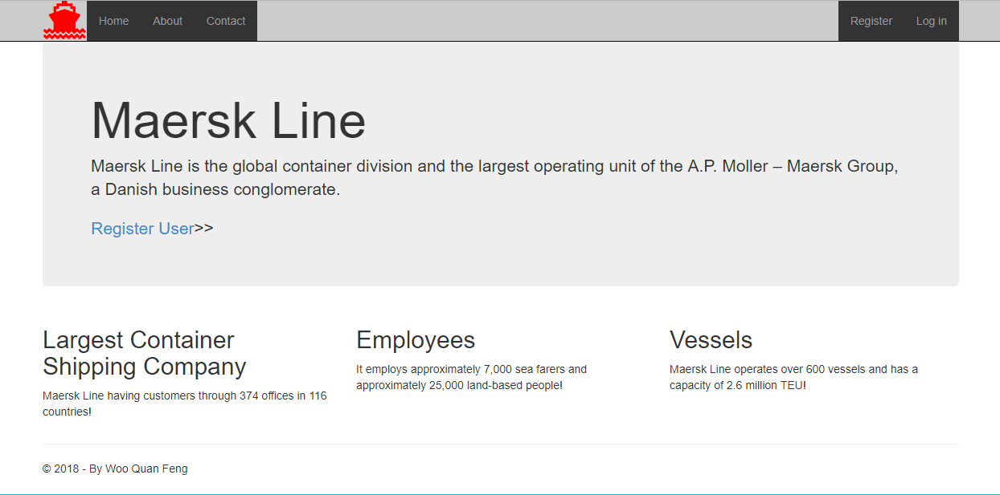 Home About Contact Register Log in
Maersk Line
Maersk Line is the global container division and the largest operating unit of the A.P. Moller – Maersk Group,
a Danish business conglomerate.
Register User>>
Largest Container
Shipping Company
Maersk Line having customers through 374 offices in 116
countries!
Employees
It employs approximately 7,000 sea farers and
approximately 25,000 land-based people!
Vessels
Maersk Line operates over 600 vessels and has a
capacity of 2.6 million TEU!
© 2018 - By Woo Quan Feng